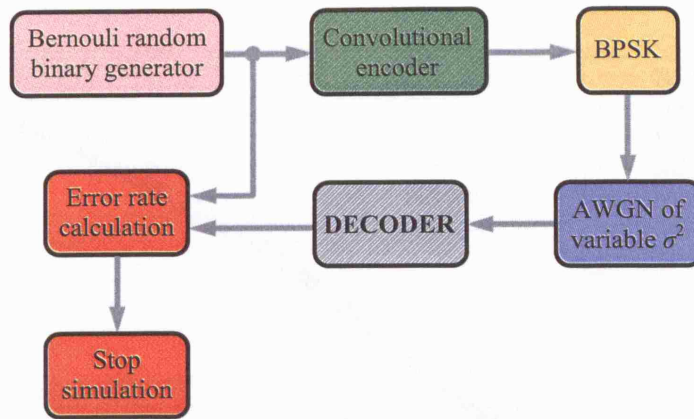 Bernouli random
binary generator
Convolutional
encoder
BPSK
Error rate
calculation
DECODER
AWGN of
variable σ²
Stop
simulation